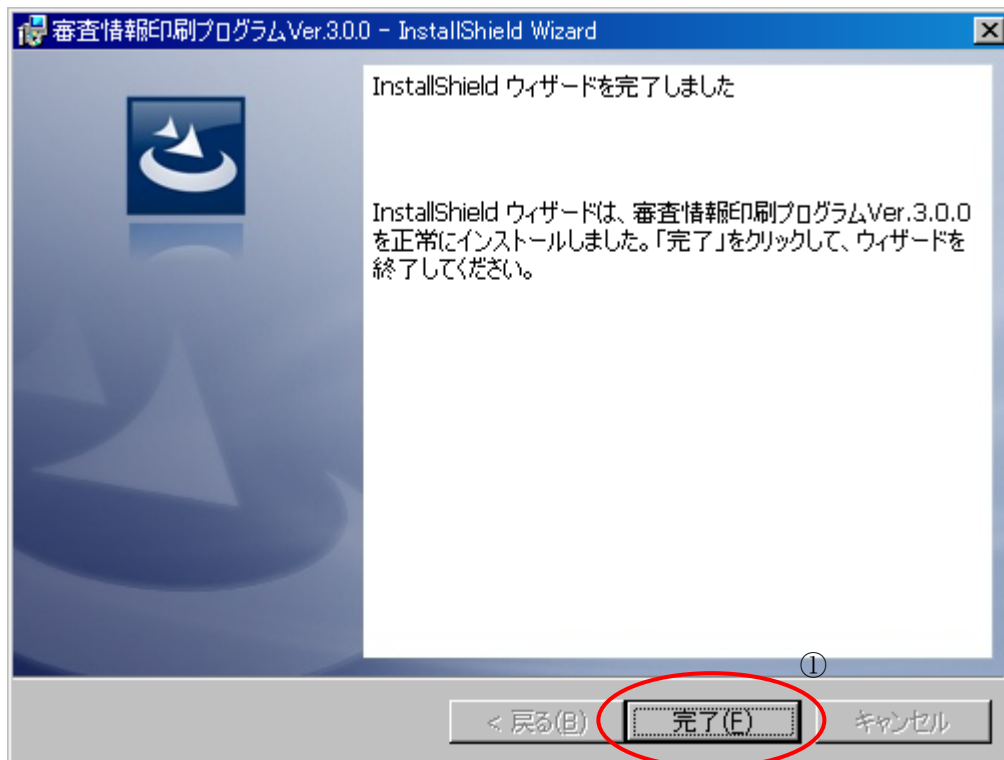 審査情報印刷プログラムVer.3.0.0 - InstallShield Wizard
InstallShield ウィザードを完了しました
InstallShield ウィザードは、審査情報印刷プログラムVer.3.0.0
を正常にインストールしました。「完了」をクリックして、ウィザードを
終了してください。
①
< 戻る(B)
完了(F)
キャンセル